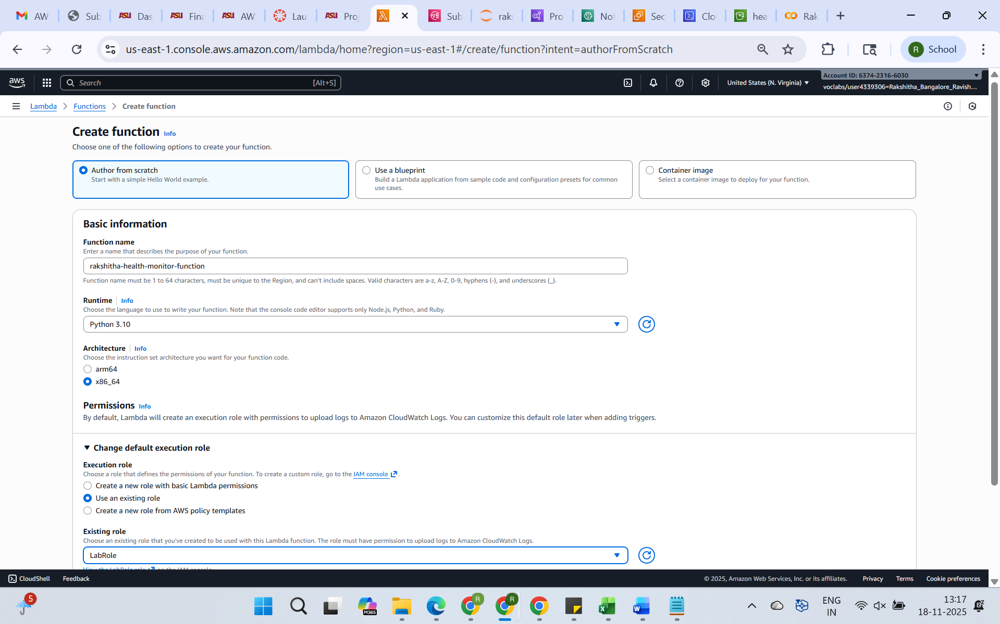 AW
Sub
ASU Das
ASU Fina
ASU AW
Lau
ASU Proj
Sub
rak
Pro
Not
Sec
Clo
hea
Rak
us-east-1.console.aws.amazon.com/lambda/home?region=us-east-1#/create/function?intent=authorFromScratch
R School
aws
Search [Alt+S]
United States (N. Virginia)
Account ID: 6374-2316-6030
voclabs/user4339306=Rakshitha_Bangalore_Ravish...
Lambda > Functions > Create function
Create function Info
Choose one of the following options to create your function.
Author from scratch
Start with a simple Hello World example.
Use a blueprint
Build a Lambda application from sample code and configuration presets for common
use cases.
Container image
Select a container image to deploy for your function.
Basic information
Function name
Enter a name that describes the purpose of your function.
rakshitha-health-monitor-function
Function name must be 1 to 64 characters, must be unique to the Region, and can't include spaces. Valid characters are a-z, A-Z, 0-9, hyphens (-), and underscores (_).
Runtime Info
Choose the language to use to write your function. Note that the console code editor supports only Node.js, Python, and Ruby.
Python 3.10
Architecture Info
Choose the instruction set architecture you want for your function code.
arm64
x86_64
Permissions Info
By default, Lambda will create an execution role with permissions to upload logs to Amazon CloudWatch Logs. You can customize this default role later when adding triggers.
Change default execution role
Execution role
Choose a role that defines the permissions of your function. To create a custom role, go to the IAM console.
Create a new role with basic Lambda permissions
Use an existing role
Create a new role from AWS policy templates
Existing role
Choose an existing role that you've created to be used with this Lambda function. The role must have permission to upload logs to Amazon CloudWatch Logs.
LabRole
View the LabRole role on the IAM console.
CloudShell Feedback
© 2025, Amazon Web Services, Inc. or its affiliates. Privacy Terms Cookie preferences
5
M365
R
R
ENG
IN
13:17
18-11-2025